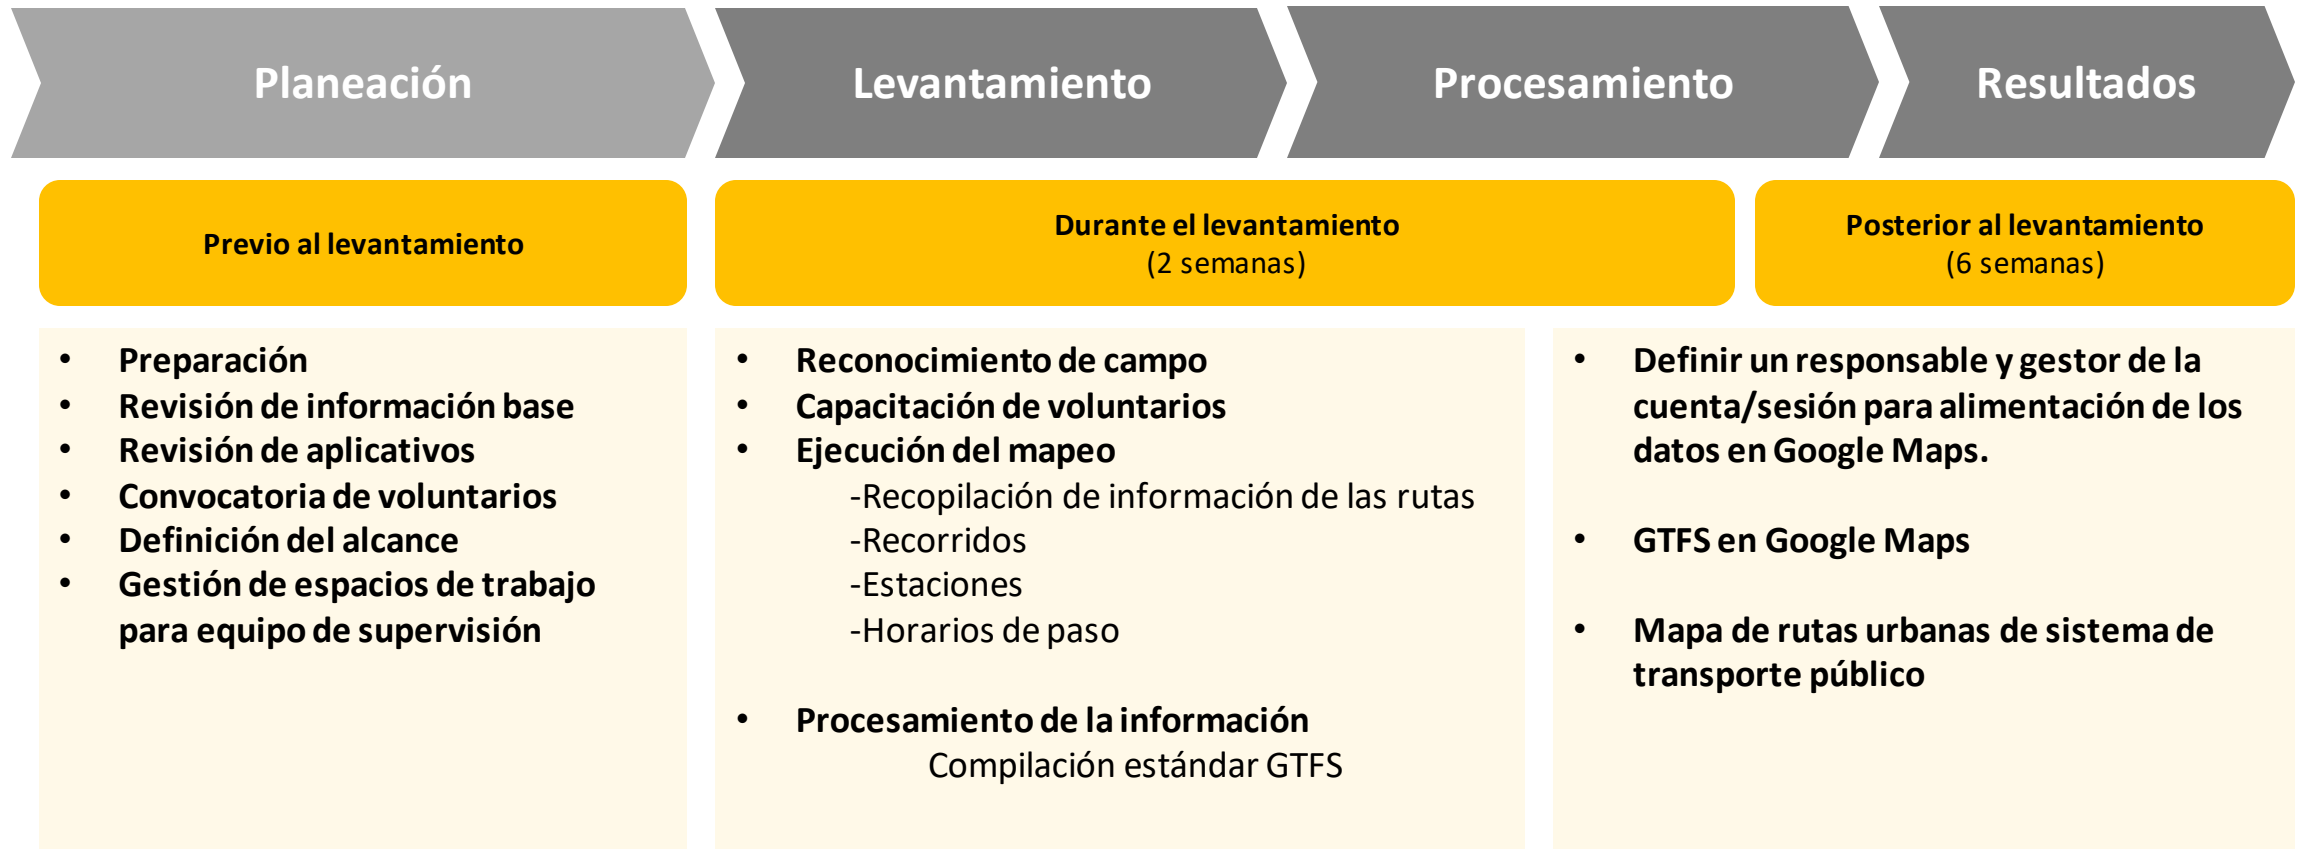 Planeación
Levantamiento
Procesamiento
Resultados
Previo al levantamiento
Durante el levantamiento
(2 semanas)
Posterior al levantamiento
(6 semanas)
• Preparación
• Revisión de información base
• Revisión de aplicativos
• Convocatoria de voluntarios
• Definición del alcance
• Gestión de espacios de trabajo
para equipo de supervisión
• Reconocimiento de campo
• Capacitación de voluntarios
• Ejecución del mapeo
-Recopilación de información de las rutas
-Recorridos
-Estaciones
-Horarios de paso
• Procesamiento de la información
Compilación estándar GTFS
• Definir un responsable y gestor de la
cuenta/sesión para alimentación de los
datos en Google Maps.
• GTFS en Google Maps
• Mapa de rutas urbanas de sistema de
transporte público